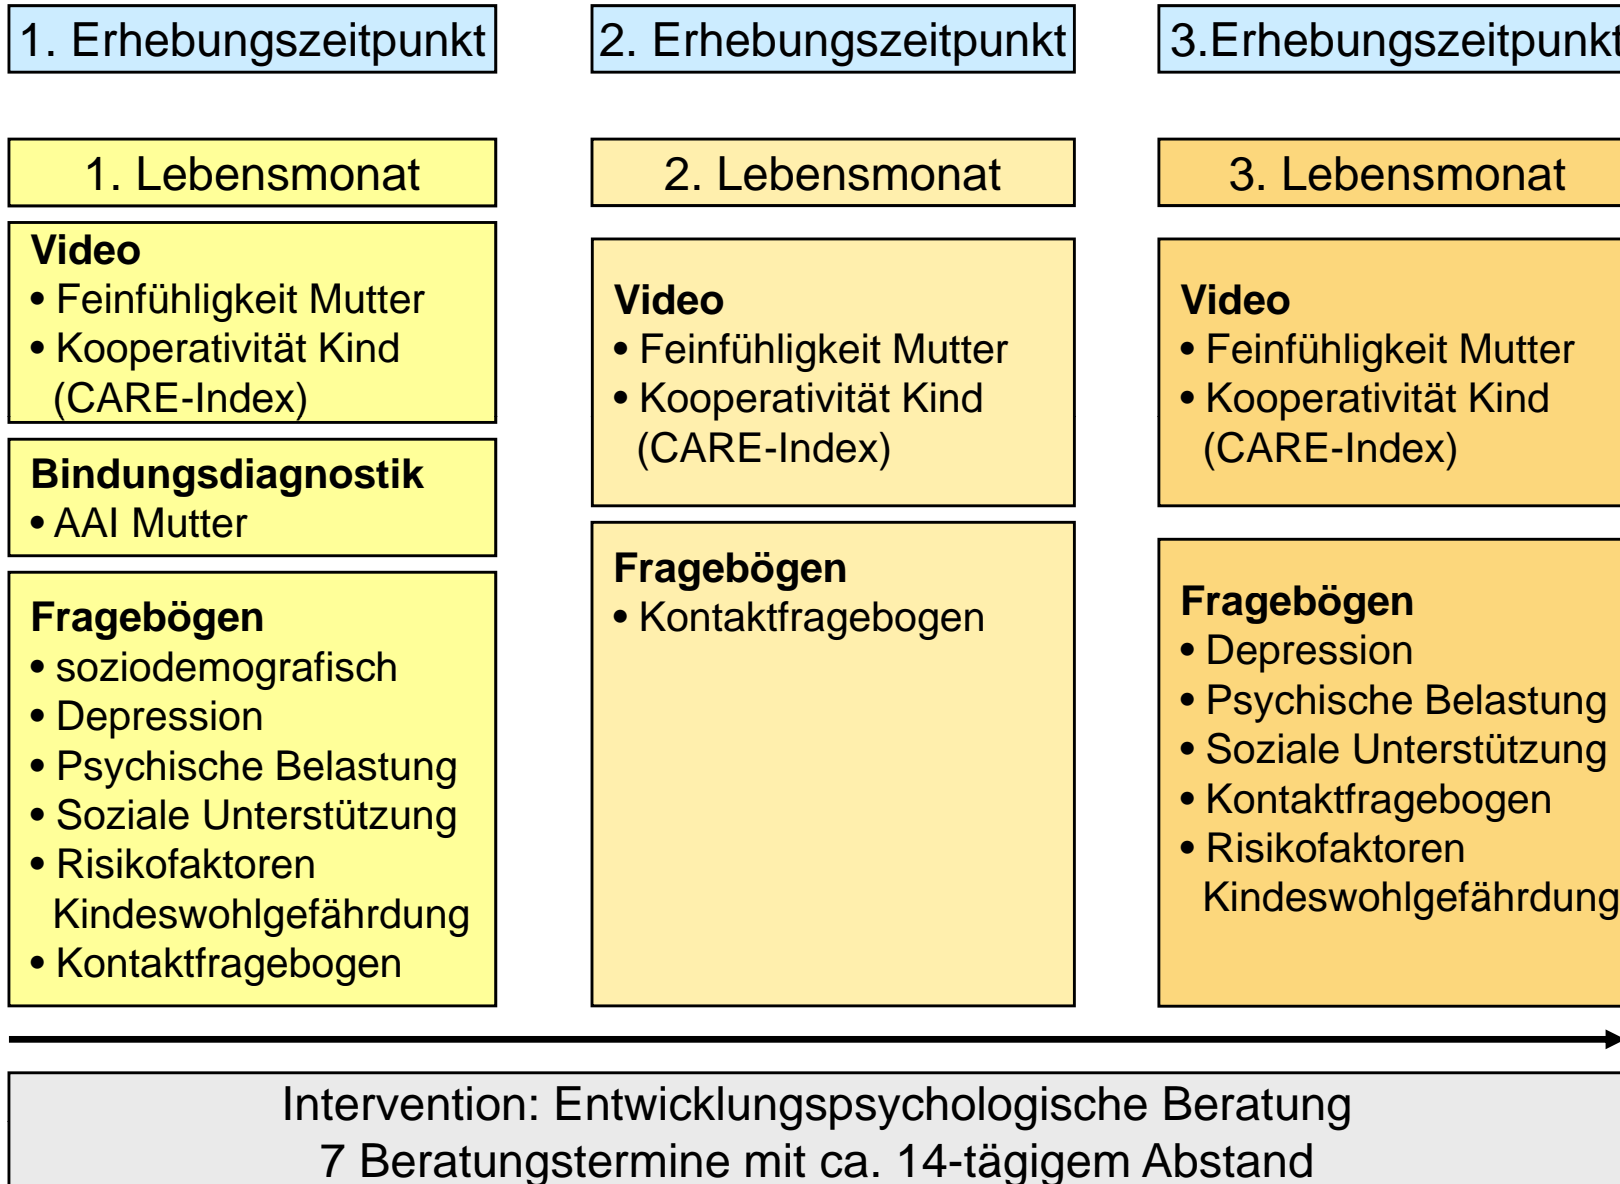 1. Erhebungszeitpunkt
2. Erhebungszeitpunkt
3.Erhebungszeitpunkt
1. Lebensmonat
Video
• Feinfühligkeit Mutter
• Kooperativität Kind
(CARE-Index)
Bindungsdiagnostik
• AAI Mutter
Fragebögen
• soziodemografisch
• Depression
• Psychische Belastung
• Soziale Unterstützung
• Risikofaktoren
Kindeswohlgefährdung
• Kontaktfragebogen
2. Lebensmonat
Video
• Feinfühligkeit Mutter
• Kooperativität Kind
(CARE-Index)
Fragebögen
• Kontaktfragebogen
3. Lebensmonat
Video
• Feinfühligkeit Mutter
• Kooperativität Kind
(CARE-Index)
Fragebögen
• Depression
• Psychische Belastung
• Soziale Unterstützung
• Kontaktfragebogen
• Risikofaktoren
Kindeswohlgefährdung
Intervention: Entwicklungspsychologische Beratung
7 Beratungstermine mit ca. 14-tägigem Abstand